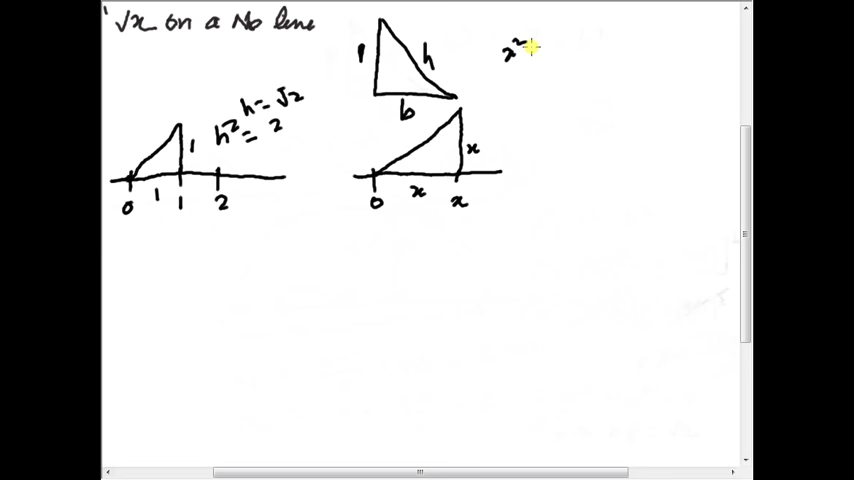 √x on a No line
1 h
b
x²
h = √2
h² = 2
1
0 1 1 2
x
0 x x